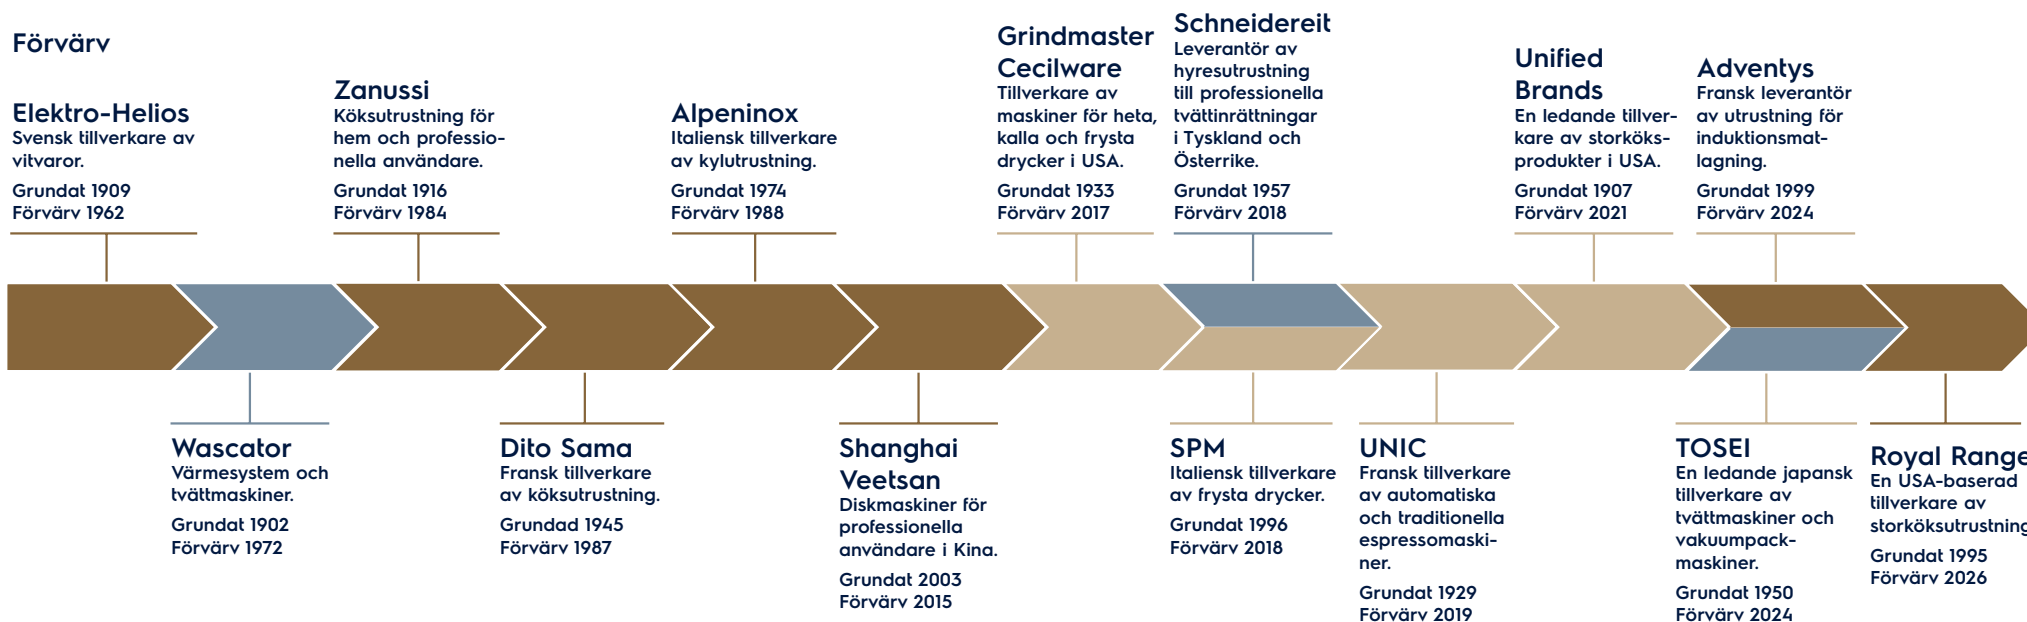 Förvärv
Elektro-Helios
Svensk tillverkare av
vitvaror.
Grundat 1909
Förvärv 1962
Zanussi
Köksutrustning för
hem och professio-
nella användare.
Grundat 1916
Förvärv 1984
Alpeninox
Italiensk tillverkare
av kylutrustning.
Grundat 1974
Förvärv 1988
Grindmaster
Cecilware
Tillverkare av
maskiner för heta,
kalla och frysta
drycker i USA.
Grundat 1933
Förvärv 2017
Schneidereit
Leverantör av
hyresutrustning
till professionella
tvättinrättningar
i Tyskland och
Österrike.
Grundat 1957
Förvärv 2018
Unified
Brands
En ledande tillver-
kare av storköks-
produkter i USA.
Grundat 1907
Förvärv 2021
Adventys
Fransk leverantör
av utrustning för
induktionsmat-
lagning.
Grundat 1999
Förvärv 2024
Wascator
Värmesystem och
tvättmaskiner.
Grundat 1902
Förvärv 1972
Dito Sama
Fransk tillverkare
av köksutrustning.
Grundad 1945
Förvärv 1987
Shanghai
Veetsan
Diskmaskiner för
professionella
användare i Kina.
Grundat 2003
Förvärv 2015
SPM
Italiensk tillverkare
av frysta drycker.
Grundat 1996
Förvärv 2018
UNIC
Fransk tillverkare
av automatiska
och traditionella
espressomaski-
ner.
Grundat 1929
Förvärv 2019
TOSEI
En ledande japansk
tillverkare av
tvättmaskiner och
vakuumpack-
maskiner.
Grundat 1950
Förvärv 2024
Royal Range
En USA-baserad
tillverkare av
storköksutrustning
Grundat 1995
Förvärv 2026